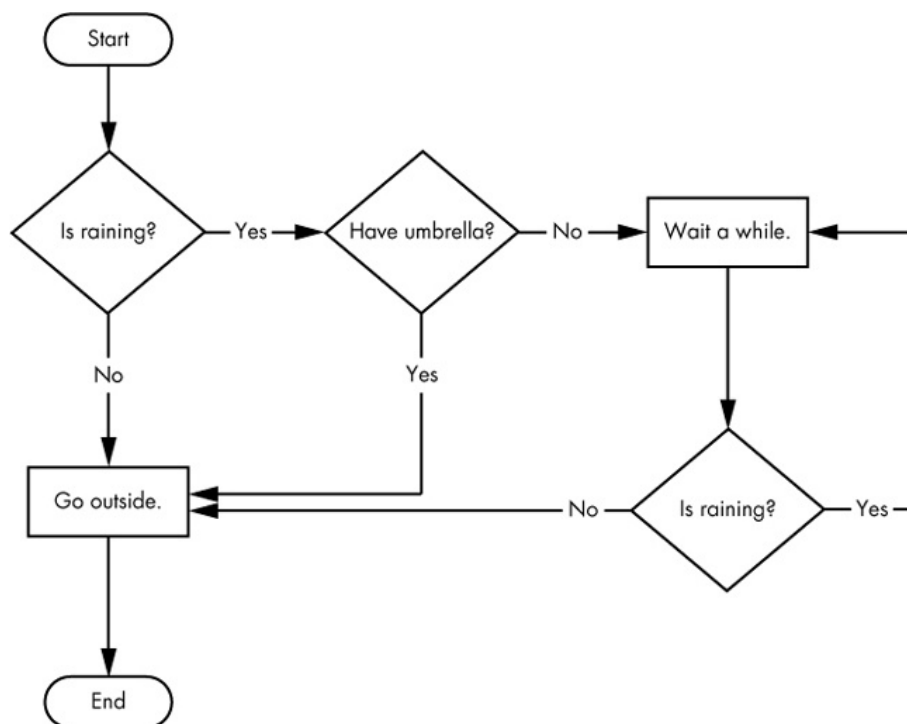 Start
Is raining?
Yes
Have umbrella?
No
Wait a while.
No
Yes
Go outside.
No
Is raining?
Yes
End